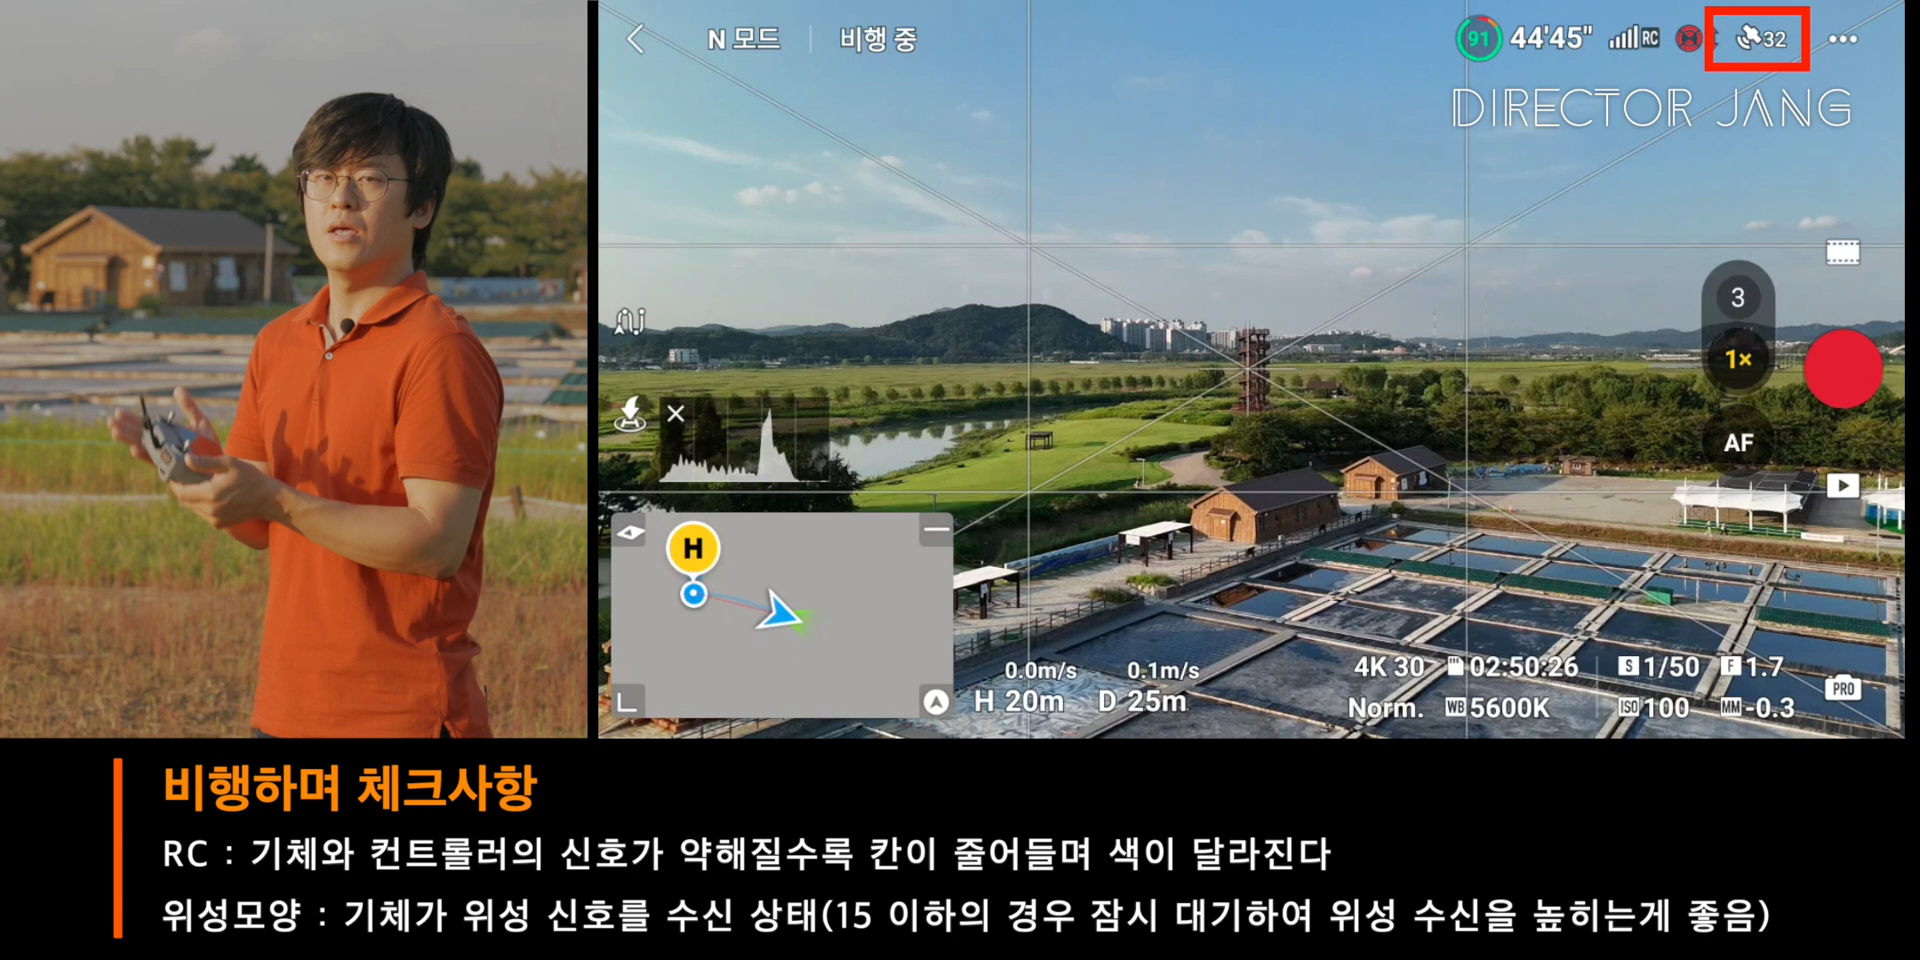 N 모드
비행 중
91
44'45"
RC
32
DIRECTOR JANG
3
1×
AF
H
0.0m/s
0.1m/s
H 20m
D 25m
4K 30
02:50:26
S 1/50
F 1.7
Norm.
WB 5600K
ISO 100
MM -0.3
PRO
비행하며 체크사항
RC : 기체와 컨트롤러의 신호가 약해질수록 칸이 줄어들며 색이 달라진다
위성모양 : 기체가 위성 신호를 수신 상태(15 이하의 경우 잠시 대기하여 위성 수신을 높히는게 좋음)